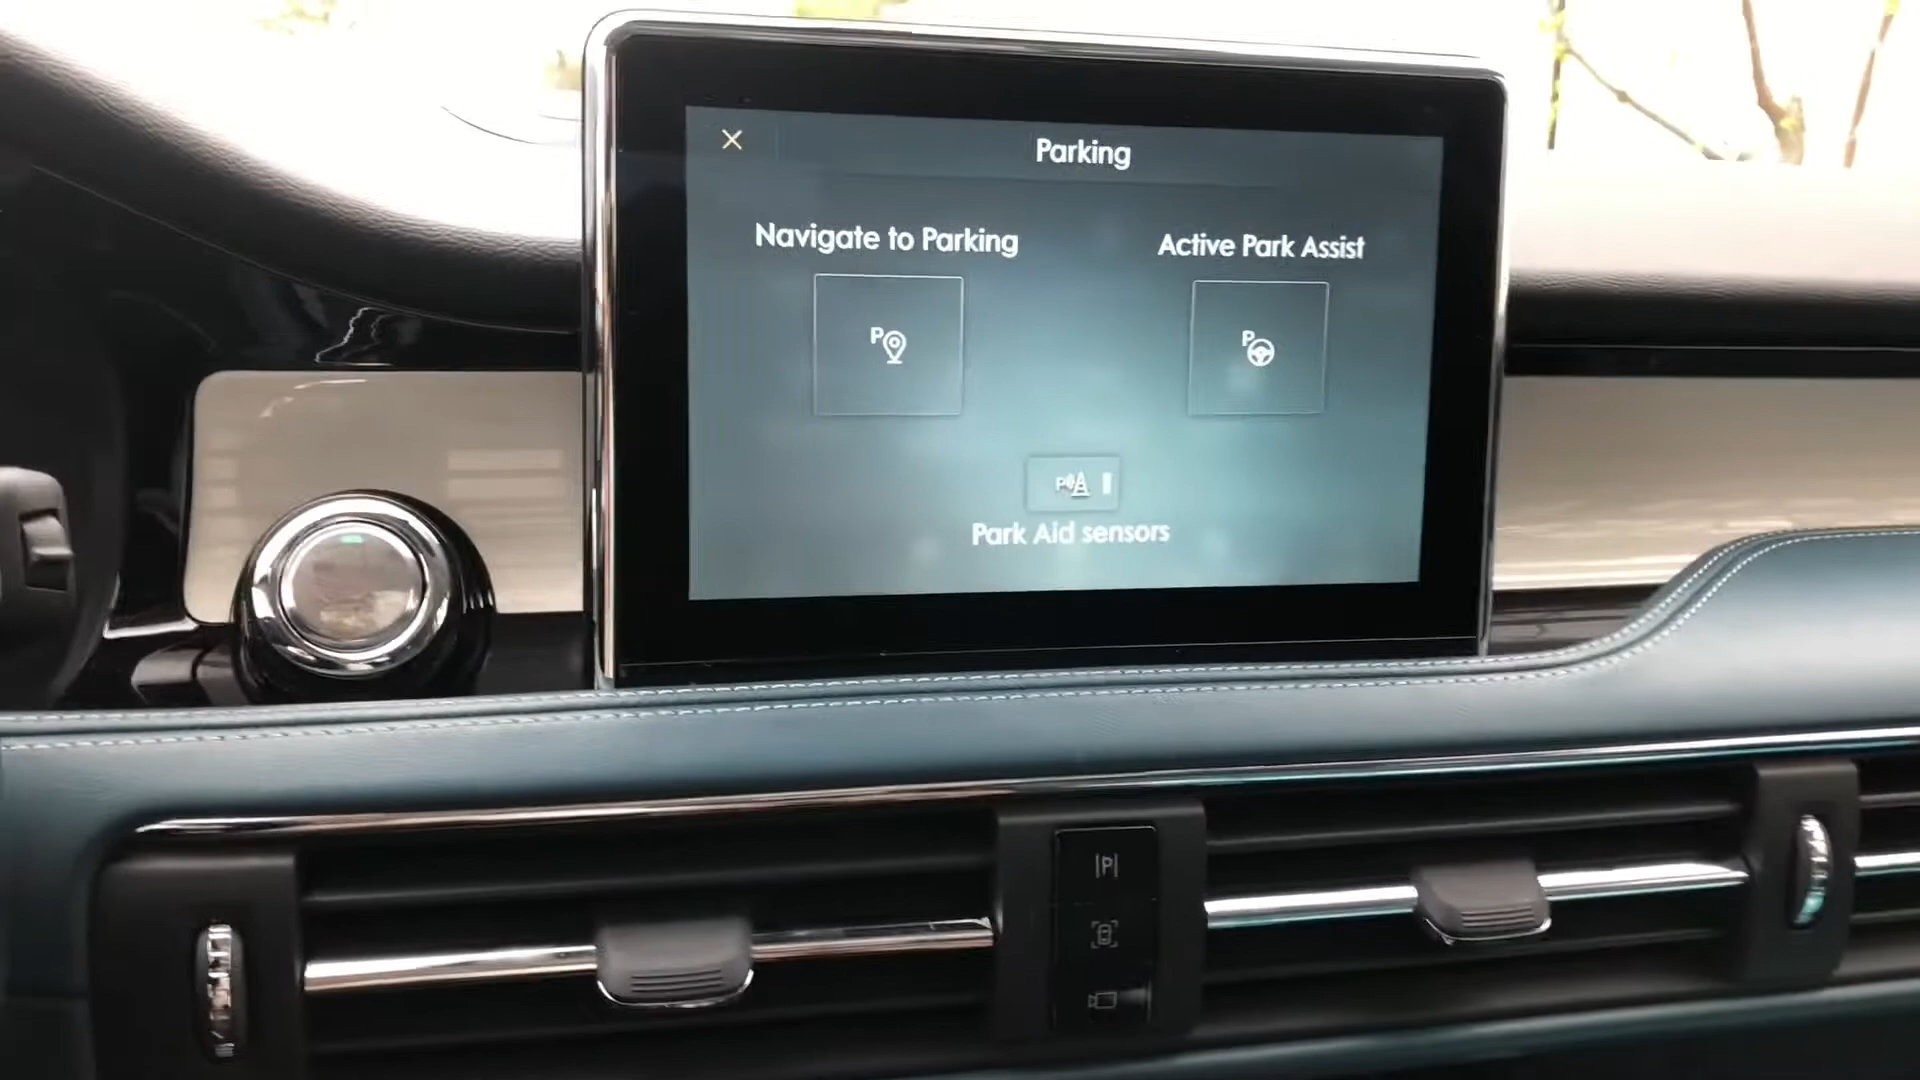 Parking
Navigate to Parking
Active Park Assist
P
P
P
Park Aid sensors
P